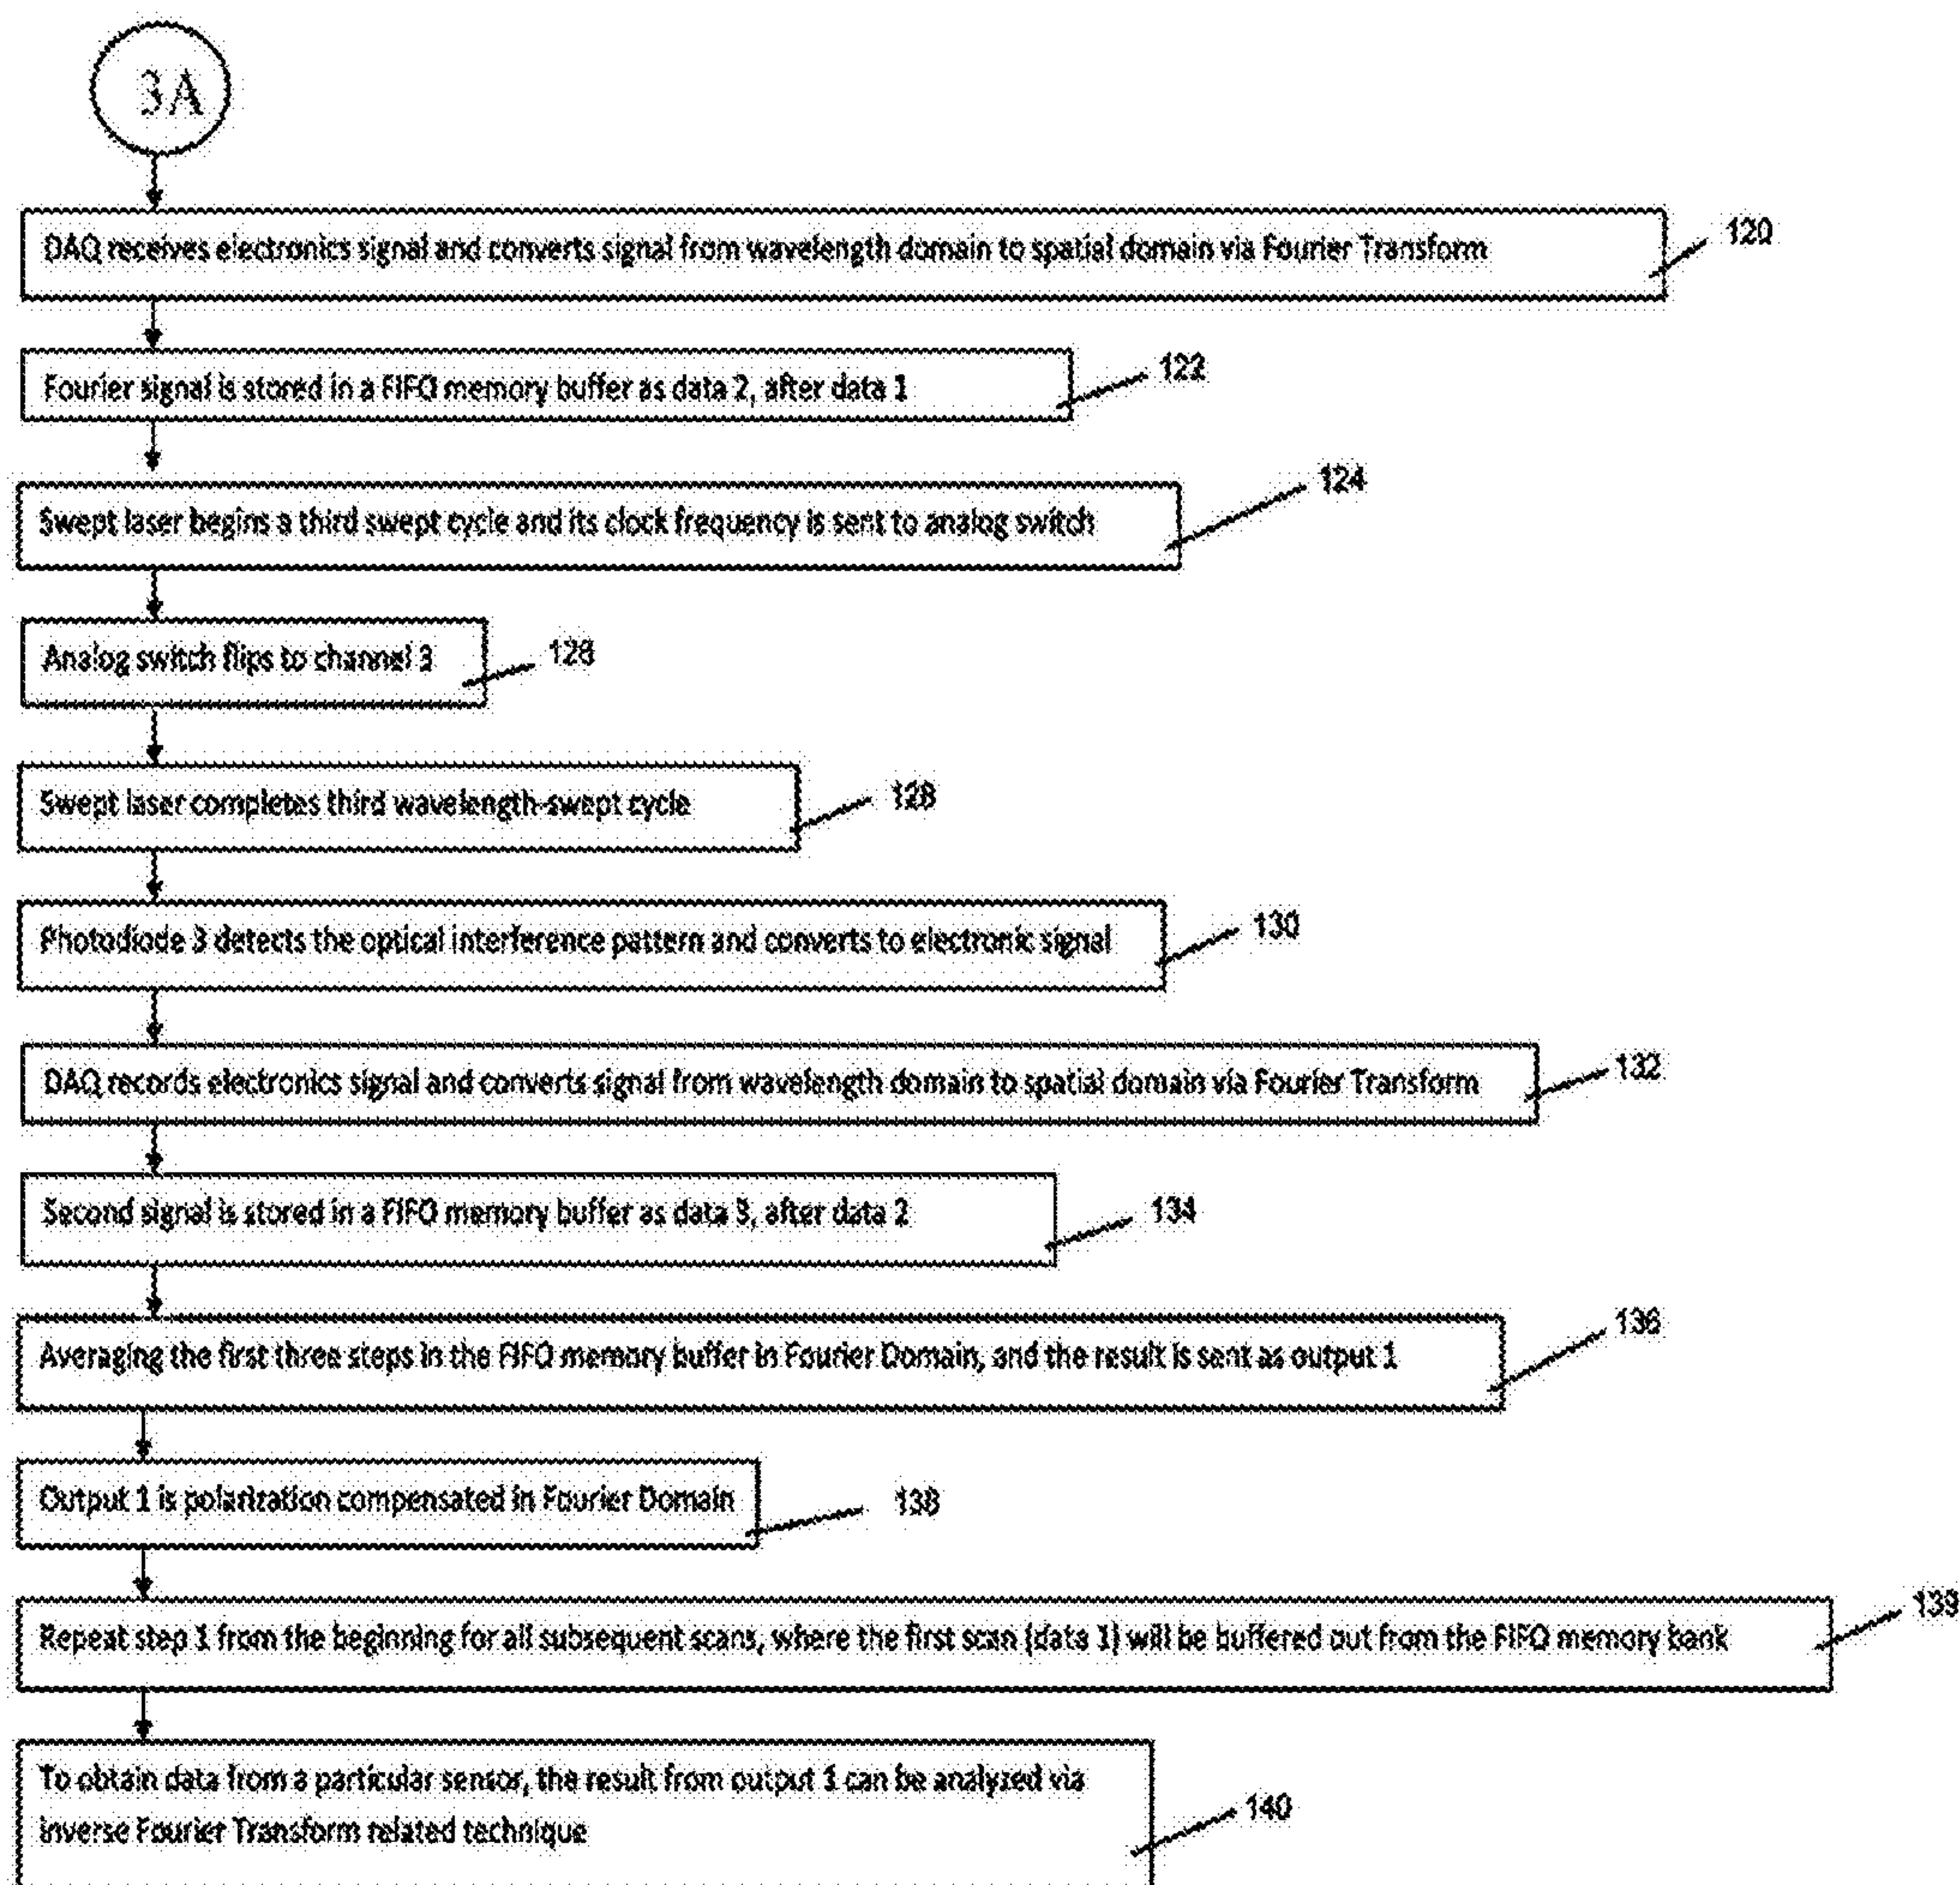 3A
DAQ receives electronics signal and converts signal from wavelength domain to spatial domain via Fourier Transform
120
Fourier signal is stored in a FIFO memory buffer as data 2, after data 1
122
Swept laser begins a third swept cycle and its clock frequency is sent to analog switch
124
Analog switch flips to channel 3
128
Swept laser completes third wavelength-swept cycle
128
Photodiode 3 detects the optical interference pattern and converts to electronic signal
130
DAQ records electronics signal and converts signal from wavelength domain to spatial domain via Fourier Transform
132
Second signal is stored in a FIFO memory buffer as data 3, after data 2
134
Averaging the first three steps in the FIFO memory buffer in Fourier Domain, and the result is sent as output 1
136
Output 1 is polarization compensated in Fourier Domain
138
Repeat step 1 from the beginning for all subsequent scans, where the first scan (data 1) will be buffered out from the FIFO memory bank
139
To obtain data from a particular sensor, the result from output 1 can be analyzed via
inverse Fourier Transform related technique
140